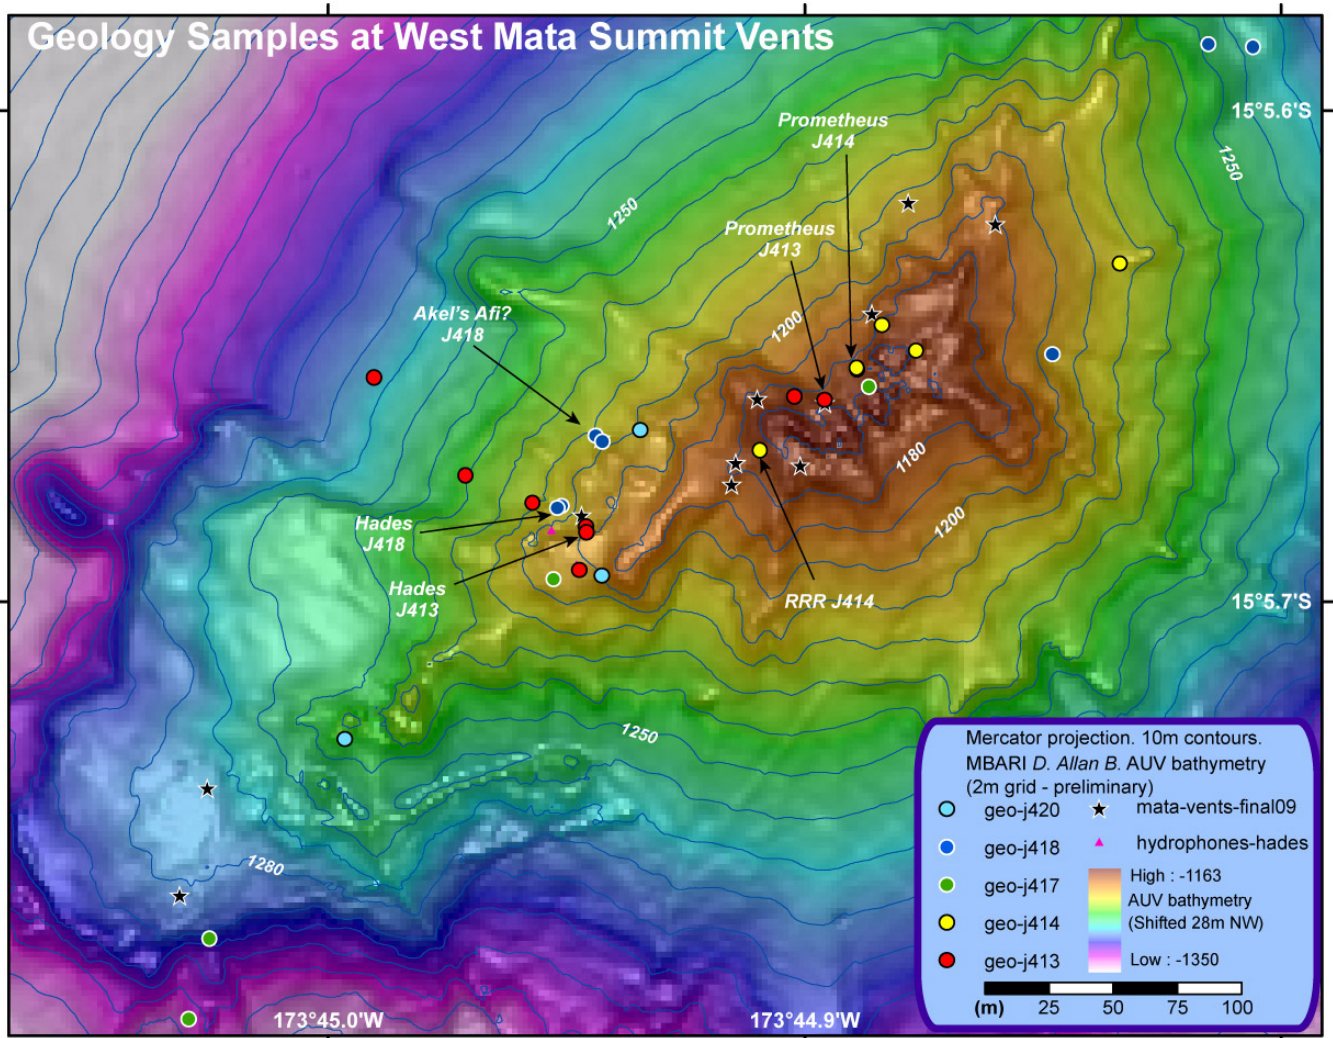 Geology Samples at West Mata Summit Vents
15°5.6'S
Prometheus
J414
1250
1250
Prometheus
J413
Akel's Afi?
J418
1200
1180
Hades
J418
1200
Hades
J413
RRR J414
15°5.7'S
1250
1280
Mercator projection. 10m contours.
MBARI D. Allan B. AUV bathymetry
(2m grid - preliminary)
geo-j420
mata-vents-final09
geo-j418
hydrophones-hades
geo-j417
High : -1163
AUV bathymetry
(Shifted 28m NW)
geo-j414
geo-j413
Low : -1350
(m) 25 50 75 100
173°45.0'W
173°44.9'W